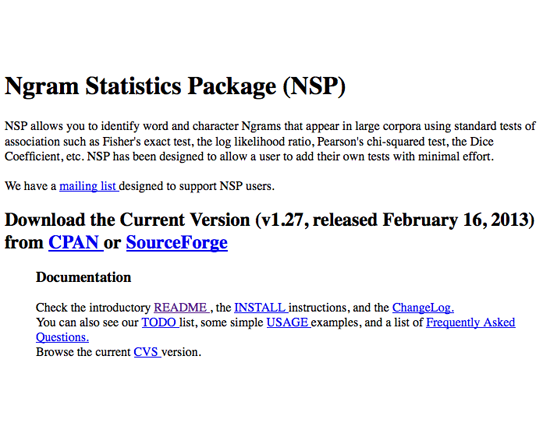 Ngram Statistics Package (NSP)
NSP allows you to identify word and character Ngrams that appear in large corpora using standard tests of
association such as Fisher's exact test, the log likelihood ratio, Pearson's chi-squared test, the Dice
Coefficient, etc. NSP has been designed to allow a user to add their own tests with minimal effort.
We have a mailing list designed to support NSP users.
Download the Current Version (v1.27, released February 16, 2013)
from CPAN or SourceForge
Documentation
Check the introductory README , the INSTALL instructions, and the ChangeLog.
You can also see our TODO list, some simple USAGE examples, and a list of Frequently Asked
Questions.
Browse the current CVS version.